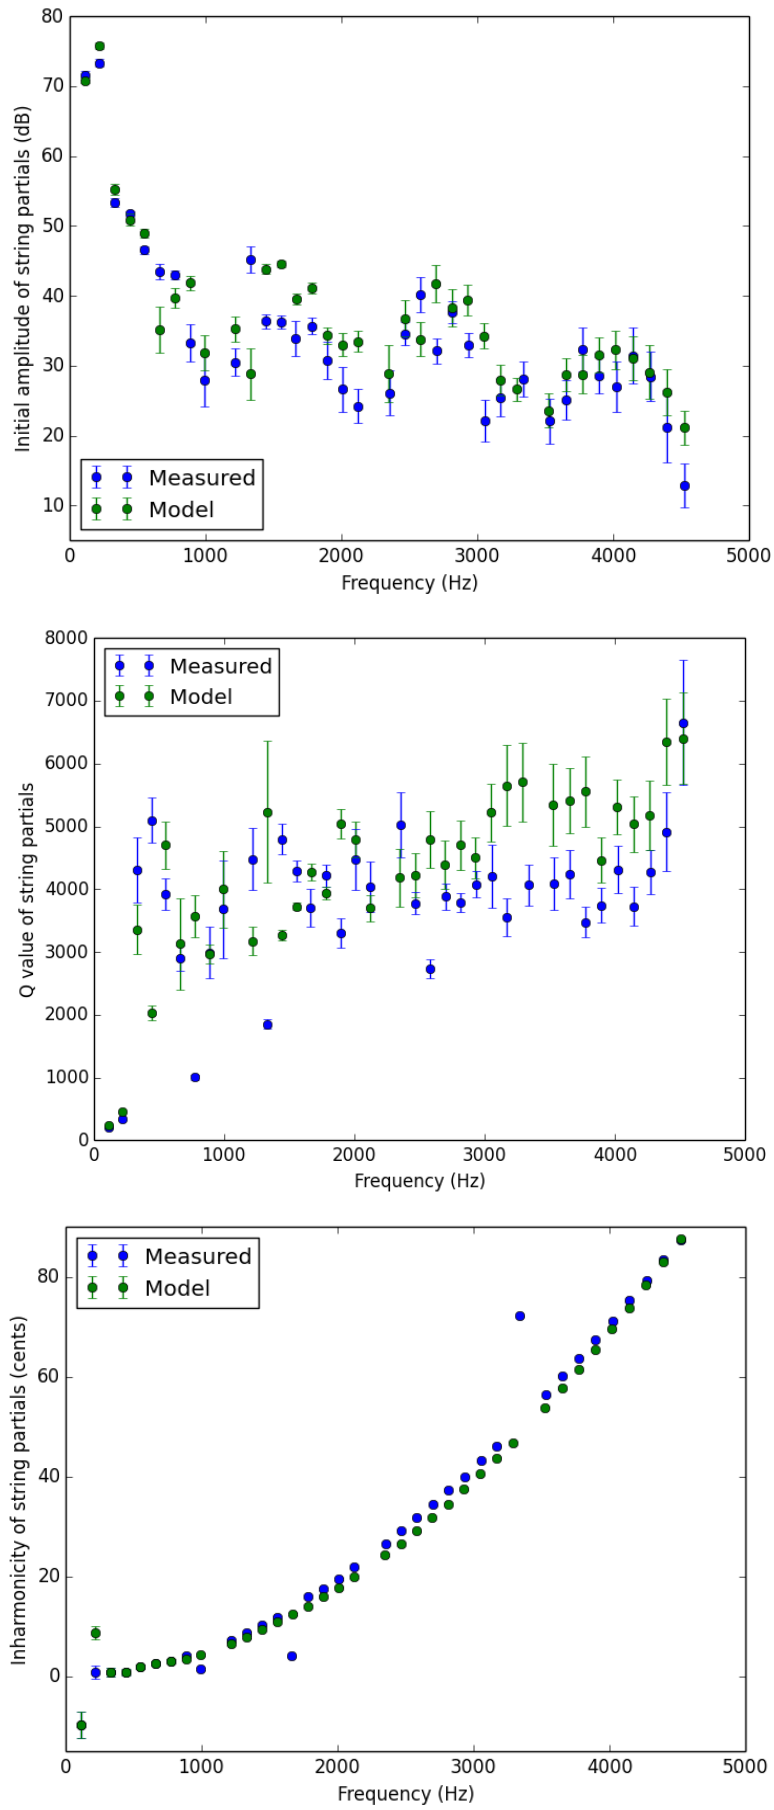 80
70
60
50
40
30
20
10
Initial amplitude of string partials (dB)
Measured
Model
0 1000 2000 3000 4000 5000
Frequency (Hz)
8000
7000
6000
5000
4000
3000
2000
1000
0
Q value of string partials
Measured
Model
0 1000 2000 3000 4000 5000
Frequency (Hz)
80
60
40
20
0
Inharmonicity of string partials (cents)
Measured
Model
0 1000 2000 3000 4000 5000
Frequency (Hz)